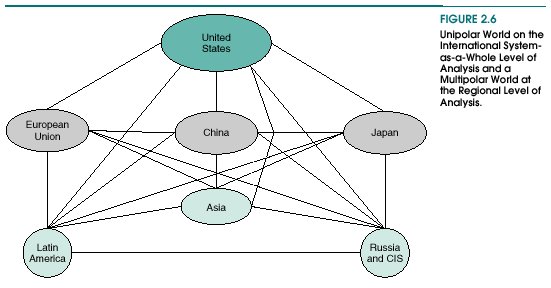 United
States
European
Union
China
Japan
Asia
Latin
America
Russia
and CIS
FIGURE 2.6
Unipolar World on the
International System-
as-a-Whole Level of
Analysis and a
Multipolar World at
the Regional Level of
Analysis.